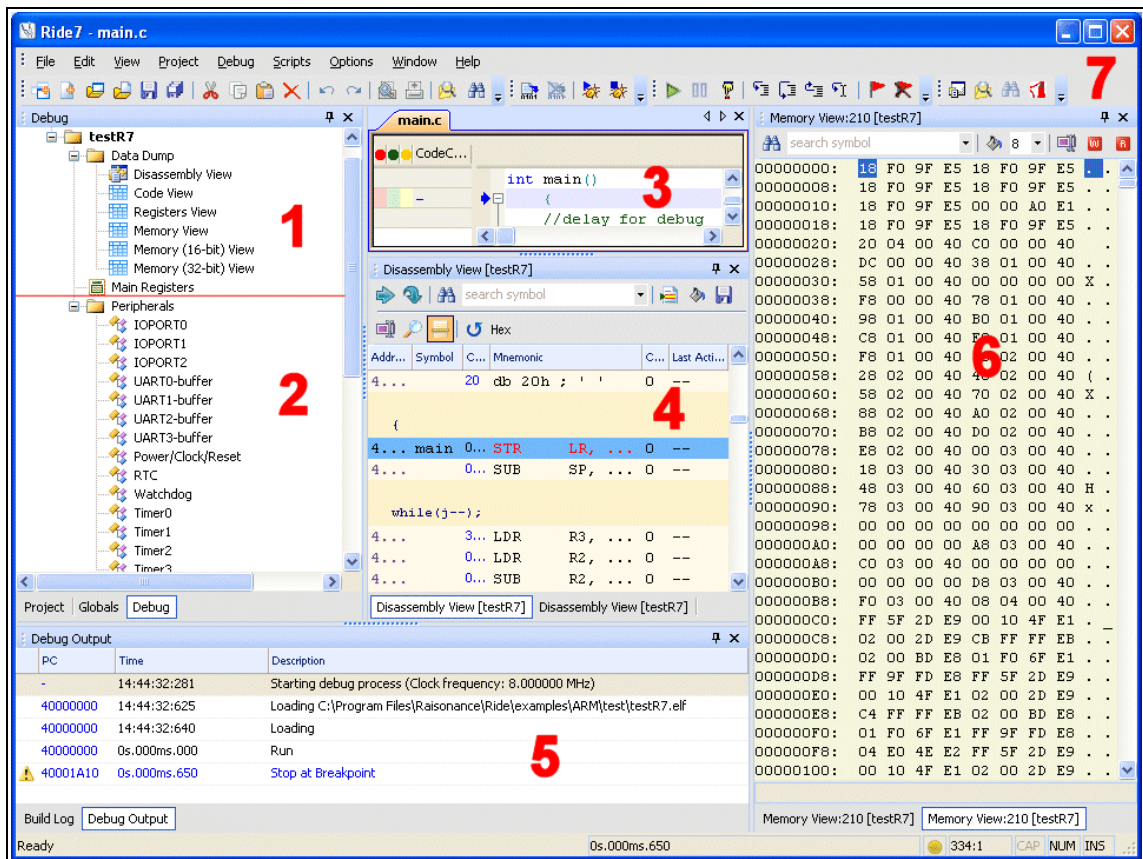 Ride7 - main.c
File Edit View Project Debug Scripts Options Window Help
7
Debug
testR7
Data Dump
Disassembly View
Code View
Registers View
Memory View
Memory (16-bit) View
Memory (32-bit) View
Main Registers
1
Peripherals
IOPORT0
IOPORT1
IOPORT2
UART0-buffer
UART1-buffer
UART2-buffer
UART3-buffer
Power/Clock/Reset
RTC
Watchdog
Timer0
Timer1
Timer2
Timer3
2
Project Globals Debug
main.c
CodeC...
int main()
- {
//delay for debug
3
Disassembly View [testR7]
search symbol
Hex
Addr... Symbol C... Mnemonic C... Last Acti...
4... 20 db 20h ; ' ' 0 --
{
4... main 0... STR LR, ... 0 --
4... 0... SUB SP, ... 0 --
while(j--);
4... 3... LDR R3, ... 0 --
4... 0... LDR R2, ... 0 --
4... 0... SUB R2, ... 0 --
4
Disassembly View [testR7] Disassembly View [testR7]
Memory View:210 [testR7]
search symbol 8 W R
00000000: 18 F0 9F E5 18 F0 9F E5 . .
00000008: 18 F0 9F E5 18 F0 9F E5 . .
00000010: 18 F0 9F E5 00 00 A0 E1 . .
00000018: 18 F0 9F E5 18 F0 9F E5 . .
00000020: 20 04 00 40 C0 00 00 40 .
00000028: DC 00 00 40 38 01 00 40 . .
00000030: 58 01 00 40 00 00 00 00 X .
00000038: F8 00 00 40 78 01 00 40 . .
00000040: 98 01 00 40 B0 01 00 40 . .
00000048: C8 01 00 40 01 00 40 . .
00000050: F8 01 00 40 02 00 40 . .
00000058: 28 02 00 40 02 00 40 ( .
00000060: 58 02 00 40 70 02 00 40 X .
00000068: 88 02 00 40 A0 02 00 40 . .
00000070: B8 02 00 40 D0 02 00 40 . .
00000078: E8 02 00 40 00 03 00 40 . .
00000080: 18 03 00 40 30 03 00 40 . .
00000088: 48 03 00 40 60 03 00 40 H .
00000090: 78 03 00 40 90 03 00 40 x .
00000098: 00 00 00 00 00 00 00 00 . .
000000A0: 00 00 00 00 A8 03 00 40 . .
000000A8: C0 03 00 40 00 00 00 00 . .
000000B0: 00 00 00 00 D8 03 00 40 . .
000000B8: F0 03 00 40 08 04 00 40 . .
000000C0: FF 5F 2D E9 00 10 4F E1 . _
000000C8: 02 00 2D E9 CB FF FF EB . .
000000D0: 02 00 BD E8 01 F0 6F E1 . .
000000D8: FF 9F FD E8 FF 5F 2D E9 . .
000000E0: 00 10 4F E1 02 00 2D E9 . .
000000E8: C4 FF FF EB 02 00 BD E8 . .
000000F0: 01 F0 6F E1 FF 9F FD E8 . .
000000F8: 04 E0 4E E2 FF 5F 2D E9 . .
00000100: 00 10 4F E1 02 00 2D E9 . .
6
Memory View:210 [testR7] Memory View:210 [testR7]
Debug Output
PC Time Description
- 14:44:32:281 Starting debug process (Clock frequency: 8.000000 MHz)
40000000 14:44:32:625 Loading C:\Program Files\Raisonance\Ride\examples\ARM\test\testR7.elf
40000000 14:44:32:640 Loading
40000000 0s.000ms.000 Run
40001A10 0s.000ms.650 Stop at Breakpoint
5
Build Log Debug Output
Ready 0s.000ms.650 334:1 CAP NUM INS